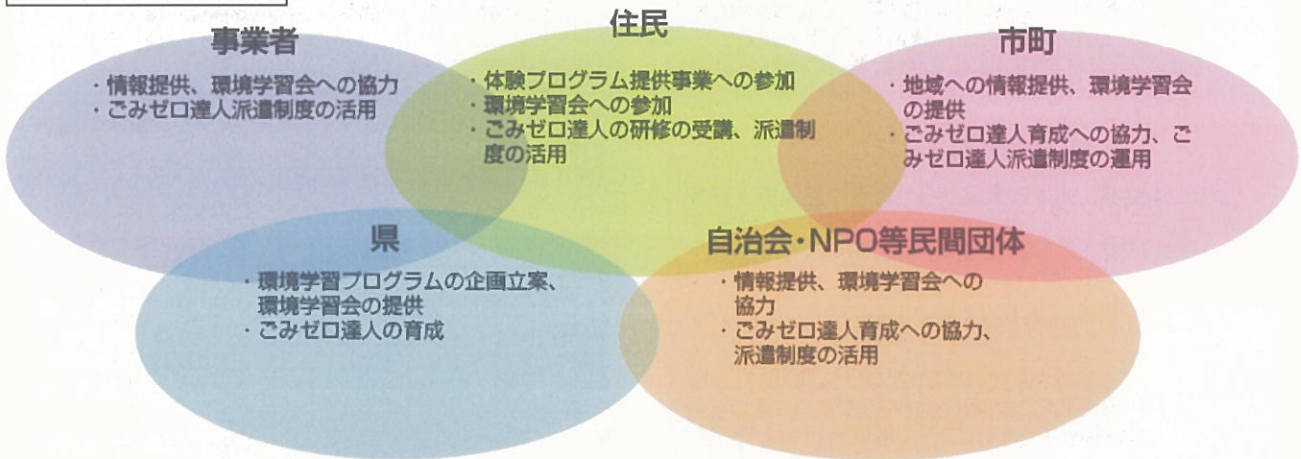 事業者
・情報提供、環境学習会への協力
・ごみゼロ達人派遣制度の活用
住民
・体験プログラム提供事業への参加
・環境学習会への参加
・ごみゼロ達人の研修の受講、派遣制
度の活用
市町
・地域への情報提供、環境学習会
の提供
・ごみゼロ達人育成への協力、ご
みゼロ達人派遣制度の運用
県
・環境学習プログラムの企画立案、
環境学習会の提供
・ごみゼロ達人の育成
自治会・NPO等民間団体
・情報提供、環境学習会への
協力
・ごみゼロ達人育成への協力、
派遣制度の活用